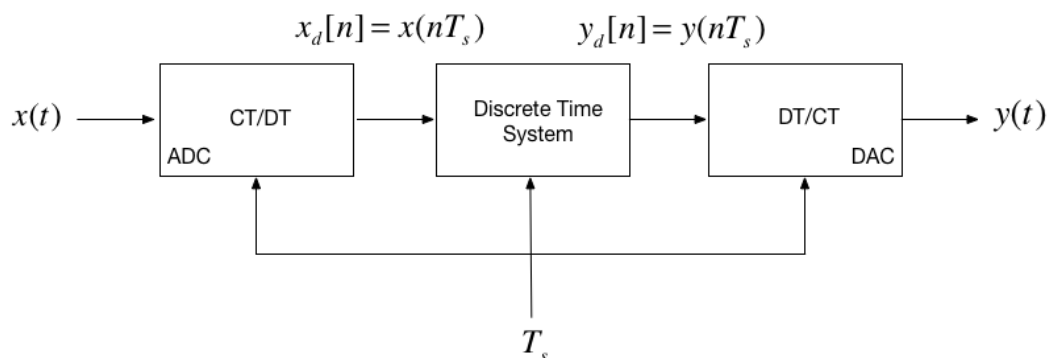 x_d[n] = x(nT_s)
y_d[n] = y(nT_s)
x(t)
CT/DT
ADC
Discrete Time
System
DT/CT
DAC
y(t)
T_s